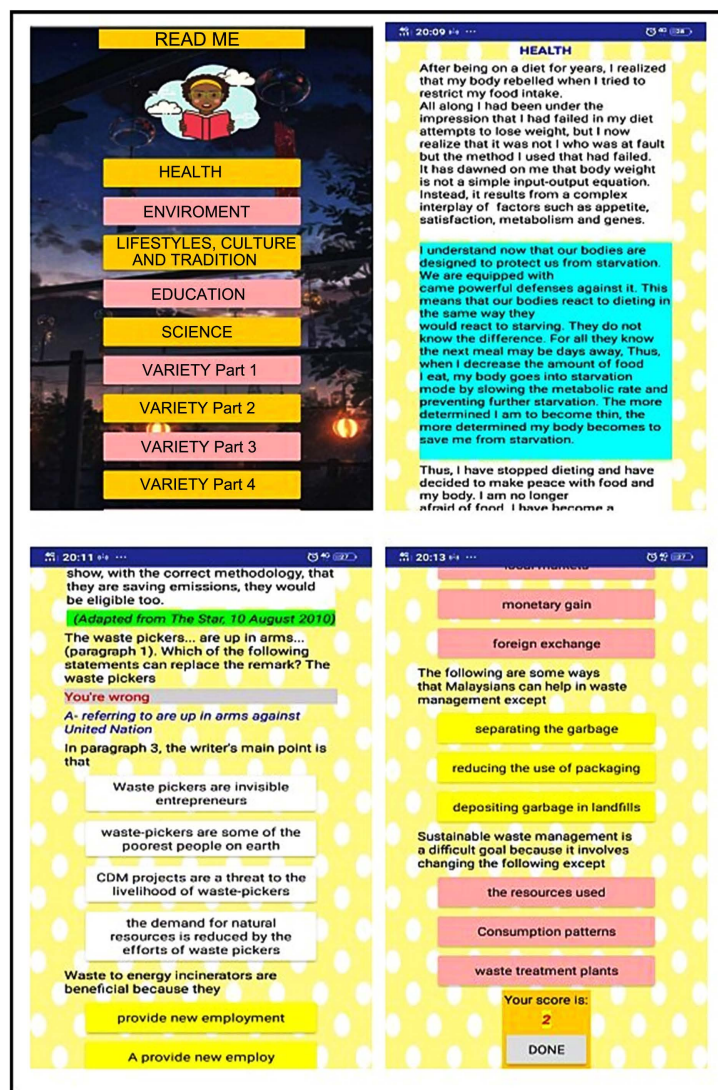 READ ME
HEALTH
ENVIROMENT
LIFESTYLES, CULTURE
AND TRADITION
EDUCATION
SCIENCE
VARIETY Part 1
VARIETY Part 2
VARIETY Part 3
VARIETY Part 4
20:09
HEALTH
After being on a diet for years, I realized
that my body rebelled when I tried to
restrict my food intake.
All along I had been under the
impression that I had failed in my diet
attempts to lose weight, but I now
realize that it was not I who was at fault
but the method I used that had failed.
It has dawned on me that body weight
is not a simple input-output equation.
Instead, it results from a complex
interplay of factors such as appetite,
satisfaction, metabolism and genes.
I understand now that our bodies are
designed to protect us from starvation.
We are equipped with
came powerful defenses against it. This
means that our bodies react to dieting in
the same way they
would react to starving. They do not
know the difference. For all they know
the next meal may be days away, Thus,
when I decrease the amount of food
I eat, my body goes into starvation
mode by slowing the metabolic rate and
preventing further starvation. The more
determined I am to become thin, the
more determined my body becomes to
save me from starvation.
Thus, I have stopped dieting and have
decided to make peace with food and
my body. I am no longer
afraid of food. I have become a
20:11
show, with the correct methodology, that
they are saving emissions, they would
be eligible too.
(Adapted from The Star, 10 August 2010)
The waste pickers... are up in arms...
(paragraph 1). Which of the following
statements can replace the remark? The
waste pickers
You're wrong
A- referring to are up in arms against
United Nation
In paragraph 3, the writer's main point is
that
Waste pickers are invisible
entrepreneurs
waste-pickers are some of the
poorest people on earth
CDM projects are a threat to the
livelihood of waste-pickers
the demand for natural
resources is reduced by the
efforts of waste pickers
Waste to energy incinerators are
beneficial because they
provide new employment
A provide new employ
20:13
local markets
monetary gain
foreign exchange
The following are some ways
that Malaysians can help in waste
management except
separating the garbage
reducing the use of packaging
depositing garbage in landfills
Sustainable waste management is
a difficult goal because it involves
changing the following except
the resources used
Consumption patterns
waste treatment plants
Your score is:
2
DONE